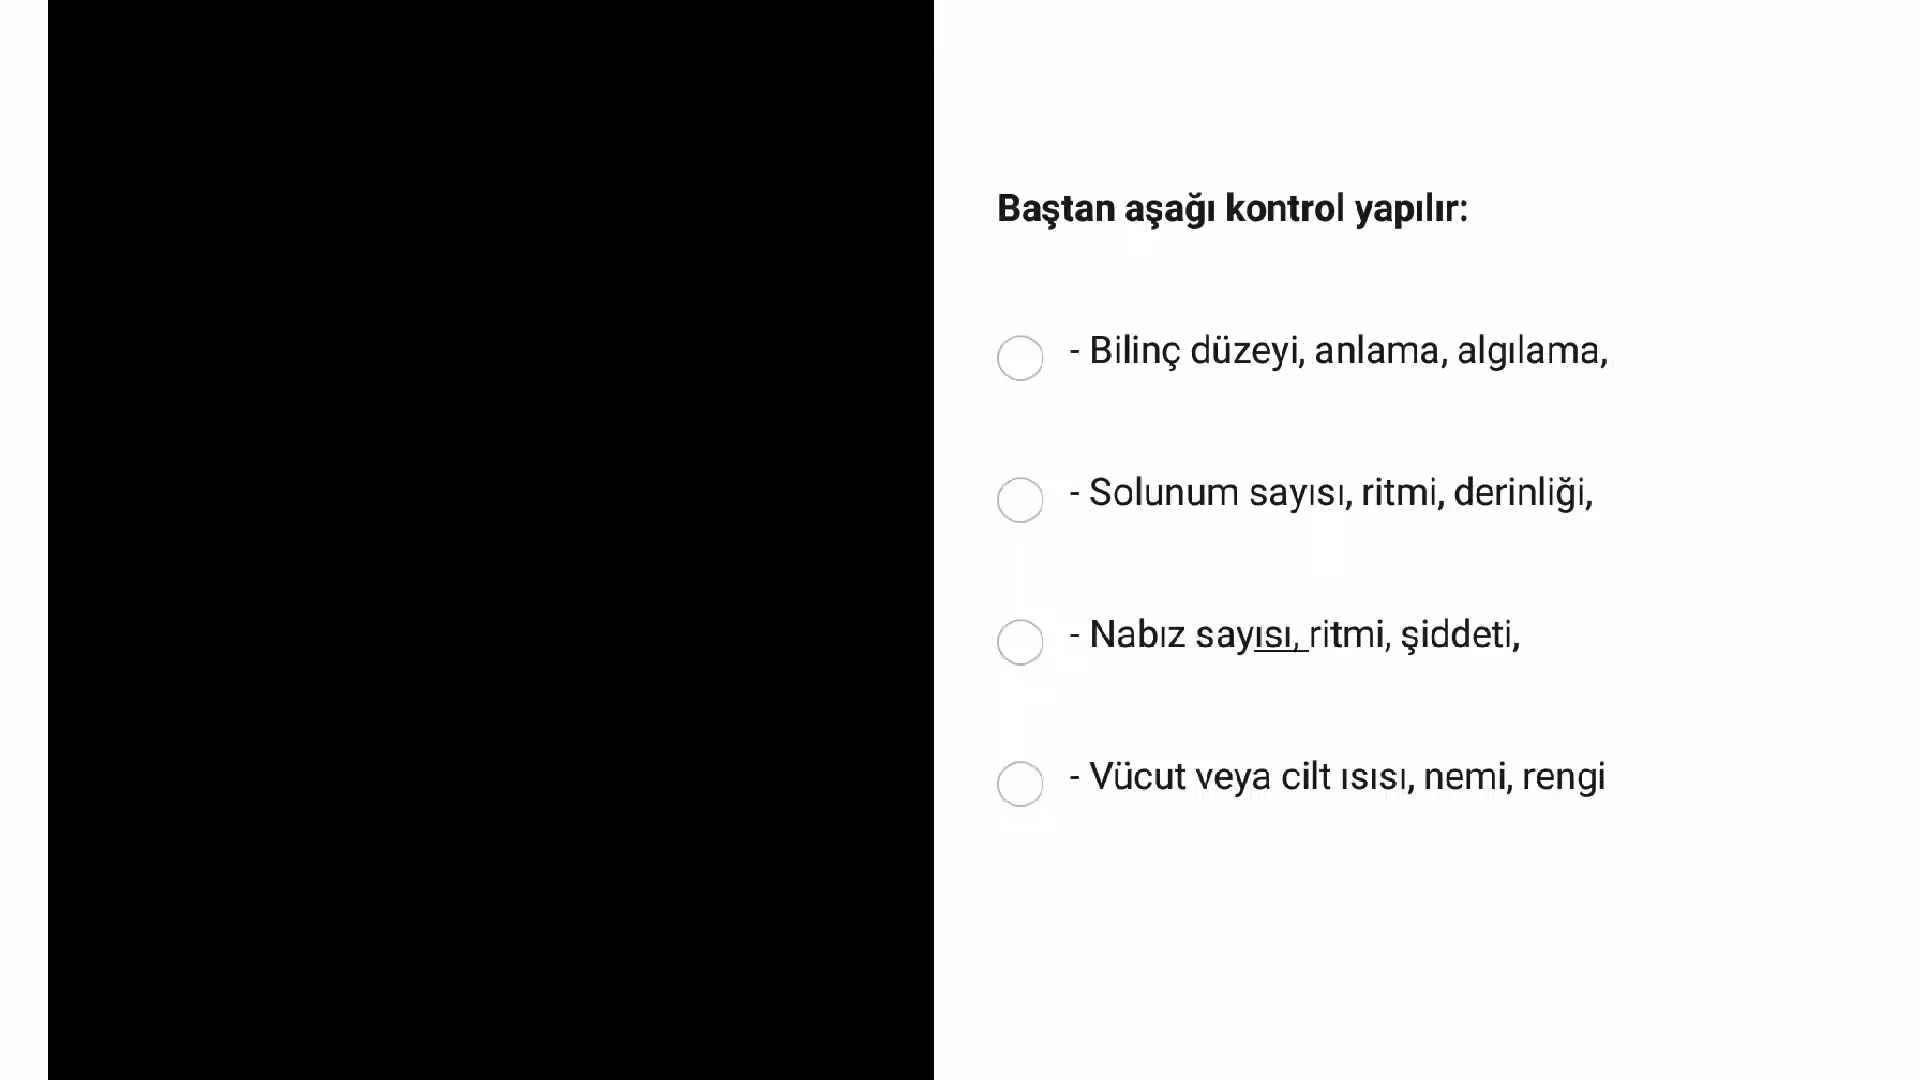 Baştan aşağı kontrol yapılır:
- Bilinç düzeyi, anlama, algılama,
- Solunum sayısı, ritmi, derinliği,
- Nabız sayısı, ritmi, şiddeti,
- Vücut veya cilt ısısı, nemi, rengi